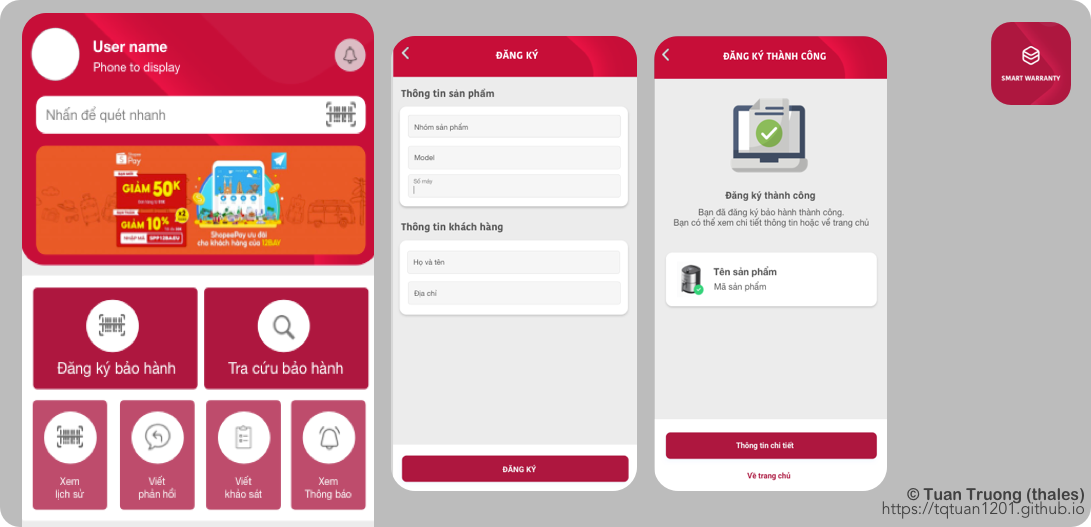 User name
Phone to display
Nhấn để quét nhanh
Shopee
Pay
GIẢM 50K
GIẢM 10%
NHẬP MÃ SPP12BAEU
ShopeePay ưu đãi
cho khách hàng của 12BAY
Đăng ký bảo hành
Tra cứu bảo hành
Xem
lịch sử
Viết
phản hồi
Viết
khảo sát
Xem
Thông báo
ĐĂNG KÝ
Thông tin sản phẩm
Nhóm sản phẩm
Model
Số máy
Thông tin khách hàng
Họ và tên
Địa chỉ
ĐĂNG KÝ
ĐĂNG KÝ THÀNH CÔNG
Đăng ký thành công
Bạn đã đăng ký bảo hành thành công.
Bạn có thể xem chi tiết thông tin hoặc về trang chủ
Tên sản phẩm
Mã sản phẩm
Thông tin chi tiết
Về trang chủ
SMART WARRANTY
© Tuan Truong (thales)
https://tqtuan1201.github.io